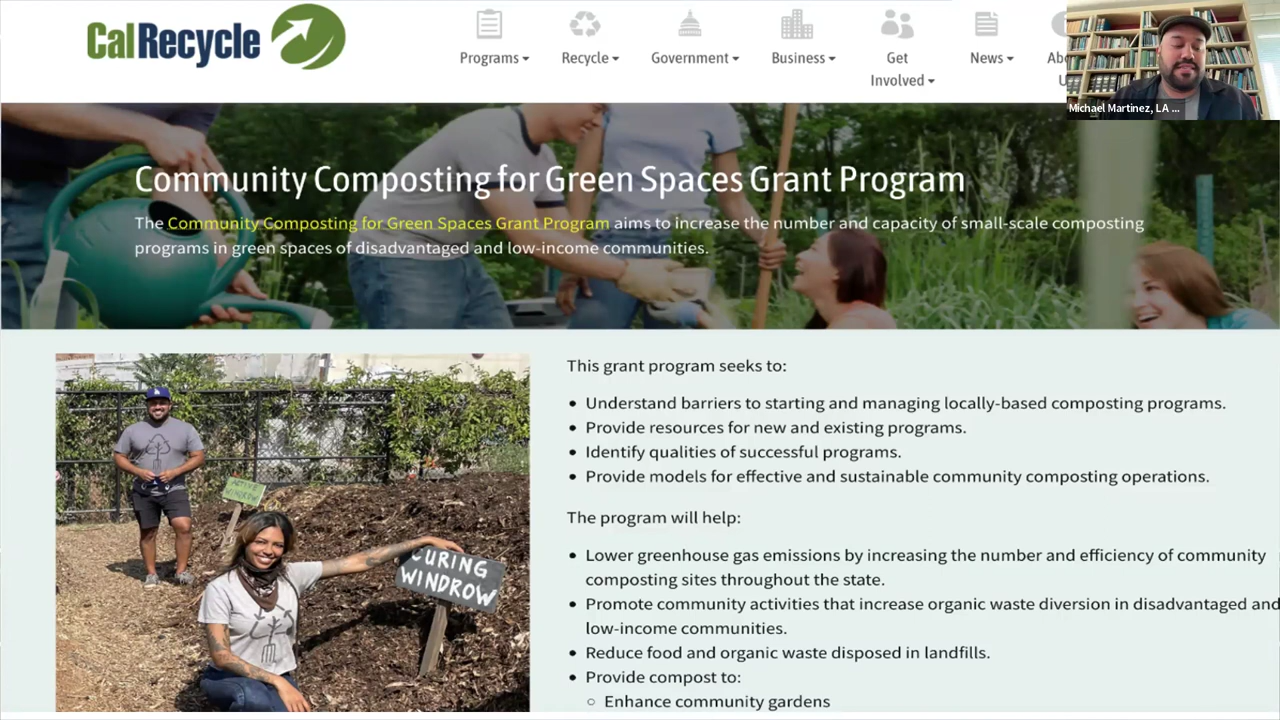 CalRecycle
Programs
Recycle
Government
Business
Get
Involved
News
Michael Martinez, LA ...
Community Composting for Green Spaces Grant Program
The Community Composting for Green Spaces Grant Program aims to increase the number and capacity of small-scale composting
programs in green spaces of disadvantaged and low-income communities.
This grant program seeks to:
• Understand barriers to starting and managing locally-based composting programs.
• Provide resources for new and existing programs.
• Identify qualities of successful programs.
• Provide models for effective and sustainable community composting operations.
The program will help:
• Lower greenhouse gas emissions by increasing the number and efficiency of community
composting sites throughout the state.
• Promote community activities that increase organic waste diversion in disadvantaged and
low-income communities.
• Reduce food and organic waste disposed in landfills.
• Provide compost to:
○ Enhance community gardens
ACTIVE
WINDROW
CURING
WINDROW